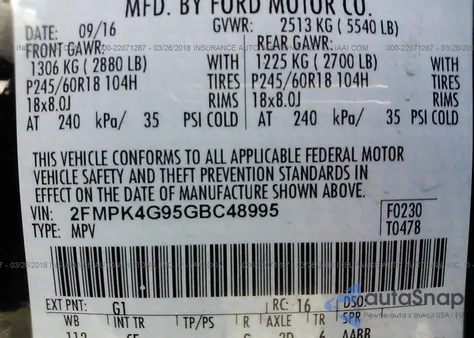 MFD. BY FORD MOTOR CO.
DATE: 09/16 GVWR: 2513 KG ( 5540 LB)
FRONT GAWR: REAR GAWR:
1306 KG ( 2880 LB) WITH 1225 KG ( 2700 LB) WITH
P245/60R18 104H TIRES P245/60R18 104H TIRES
18x8.0J RIMS 18x8.0J RIMS
AT 240 kPa/ 35 PSI COLD AT 240 kPa/ 35 PSI COLD
THIS VEHICLE CONFORMS TO ALL APPLICABLE FEDERAL MOTOR
VEHICLE SAFETY AND THEFT PREVENTION STANDARDS IN
EFFECT ON THE DATE OF MANUFACTURE SHOWN ABOVE.
VIN: 2FMPK4G95GBC48995 F0230
TYPE: MPV T0478
EXT PNT: G1 RC: 16 DSO:
WB INT TR TP/PS R AXLE TR SPR
autoSnap